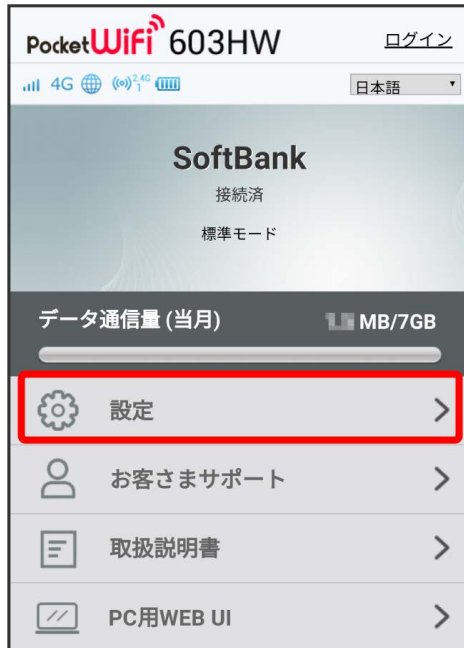 PocketWiFi 603HW
ログイン
4G 2.4G 1
日本語
SoftBank
接続済
標準モード
データ通信量 (当月) MB/7GB
設定
お客さまサポート
取扱説明書
PC用WEB UI